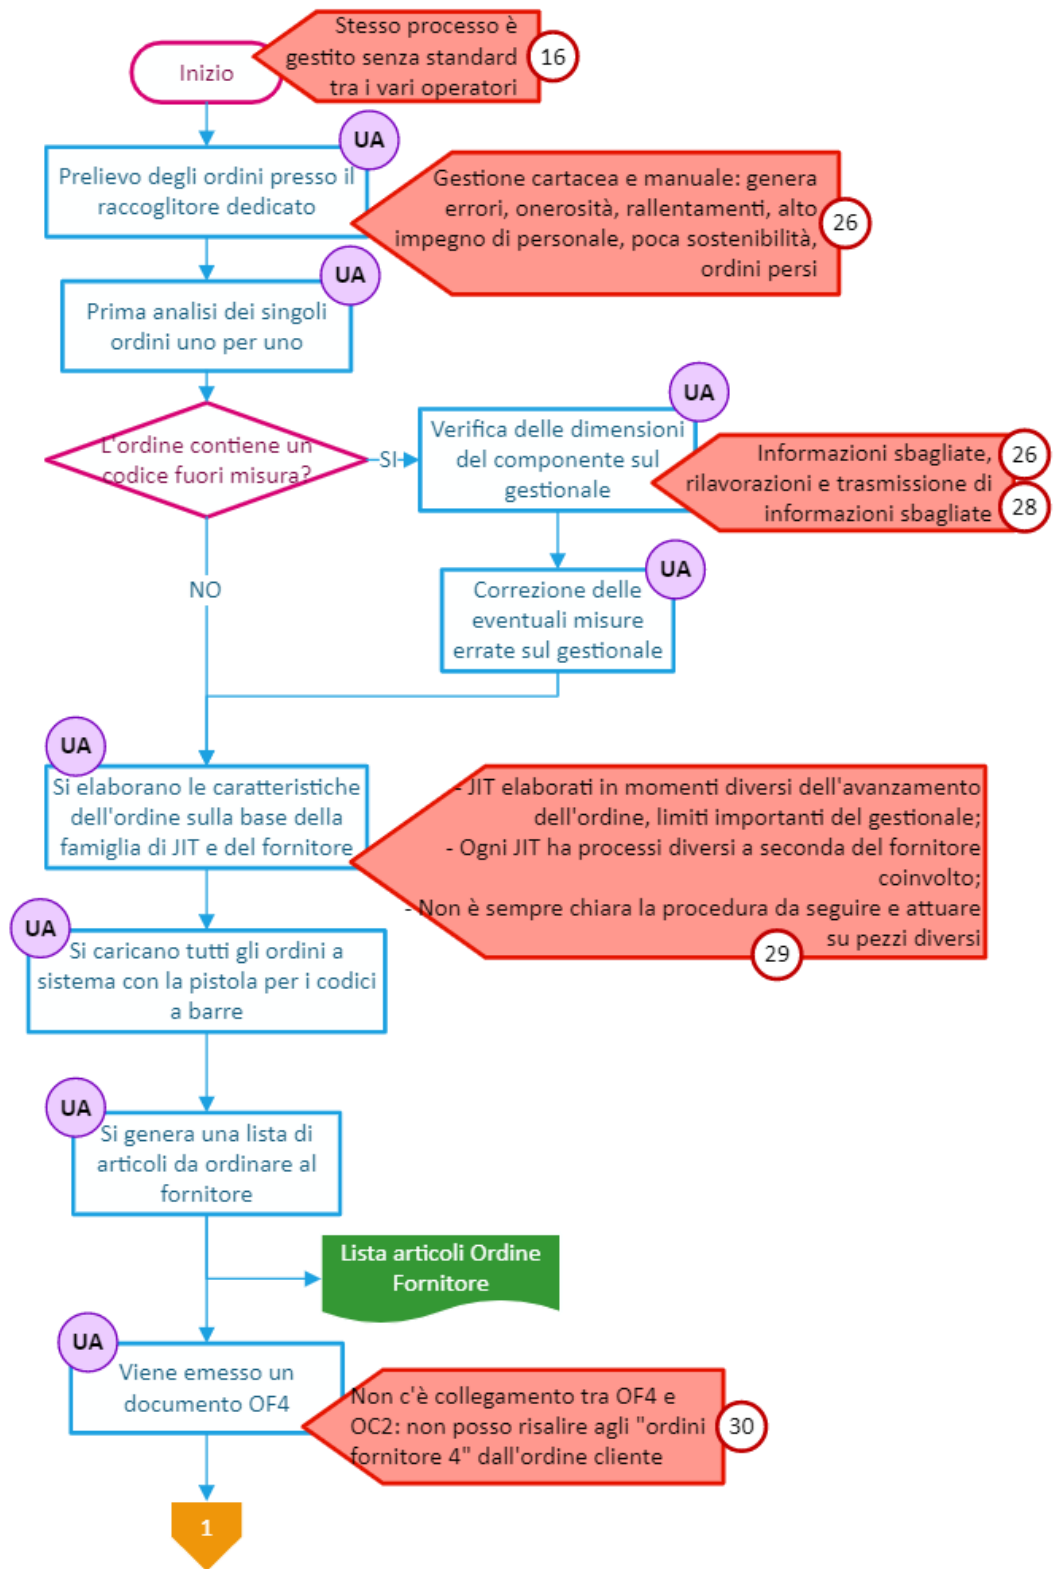 Inizio
Stesso processo è
gestito senza standard
tra i vari operatori
16
UA
Prelievo degli ordini presso il
raccoglitore dedicato
Gestione cartacea e manuale: genera
errori, onerosità, rallentamenti, alto
impegno di personale, poca sostenibilità,
ordini persi
26
UA
Prima analisi dei singoli
ordini uno per uno
L'ordine contiene un
codice fuori misura?
SI
UA
Verifica delle dimensioni
del componente sul
gestionale
Informazioni sbagliate,
rilavorazioni e trasmissione di
informazioni sbagliate
26
28
NO
UA
Correzione delle
eventuali misure
errate sul gestionale
UA
Si elaborano le caratteristiche
dell'ordine sulla base della
famiglia di JIT e del fornitore
- JIT elaborati in momenti diversi dell'avanzamento
dell'ordine, limiti importanti del gestionale;
- Ogni JIT ha processi diversi a seconda del fornitore
coinvolto;
- Non è sempre chiara la procedura da seguire e attuare
su pezzi diversi
29
UA
Si caricano tutti gli ordini a
sistema con la pistola per i codici
a barre
UA
Si genera una lista di
articoli da ordinare al
fornitore
Lista articoli Ordine
Fornitore
UA
Viene emesso un
documento OF4
Non c'è collegamento tra OF4 e
OC2: non posso risalire agli "ordini
fornitore 4" dall'ordine cliente
30
1